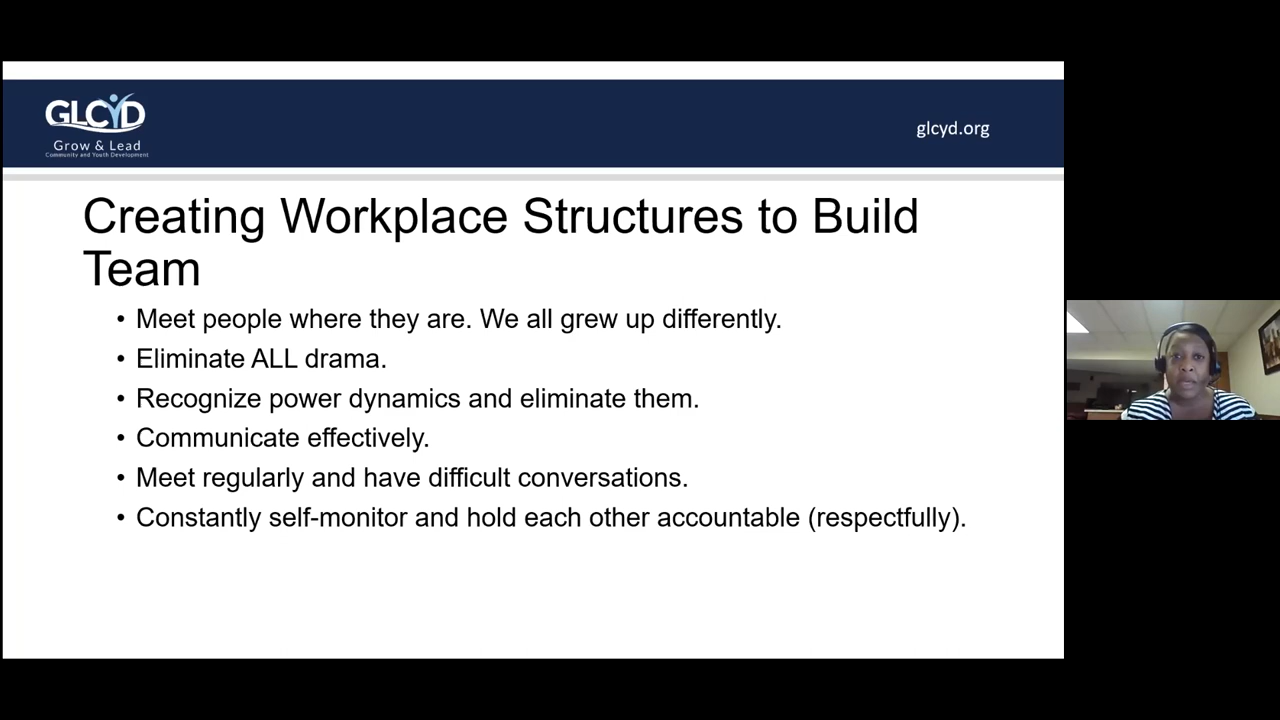 GLCYD
Grow & Lead
Community and Youth Development
glcyd.org
Creating Workplace Structures to Build
Team
• Meet people where they are. We all grew up differently.
• Eliminate ALL drama.
• Recognize power dynamics and eliminate them.
• Communicate effectively.
• Meet regularly and have difficult conversations.
• Constantly self-monitor and hold each other accountable (respectfully).